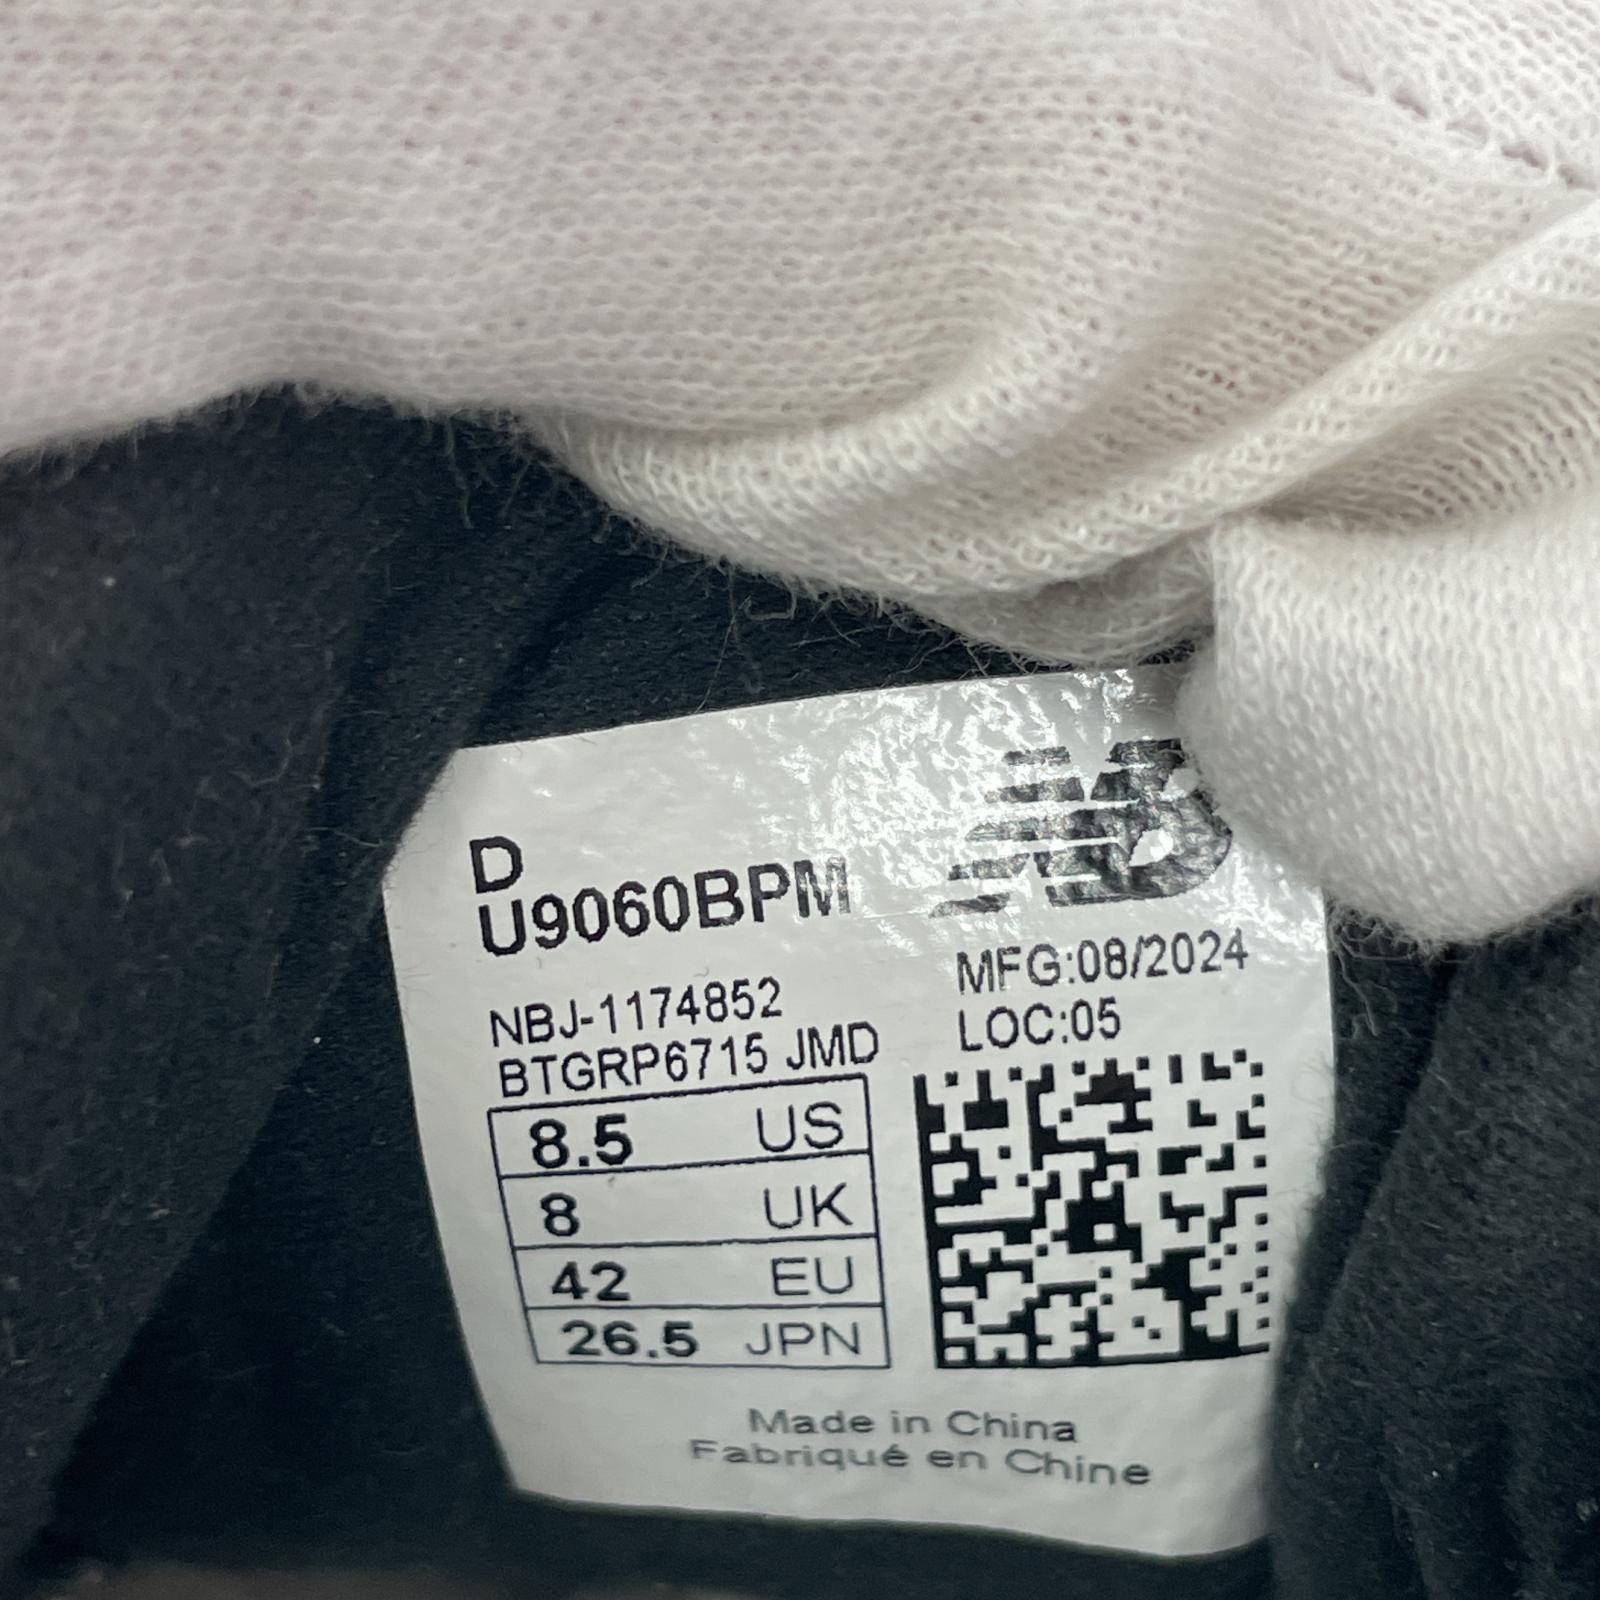 D
U9060BPM
NB
MFG:08/2024
LOC:05
NBJ-1174852
BTGRP6715 JMD
8.5 US
8 UK
42 EU
26.5 JPN
Made in China
Fabriqué en Chine